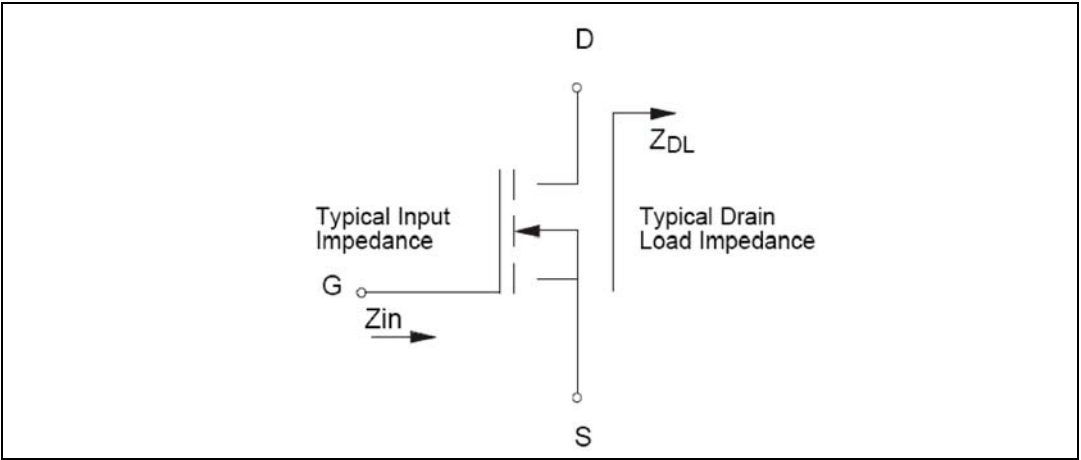 D
ZDL
Typical Input
Impedance
Typical Drain
Load Impedance
G
Zin
S